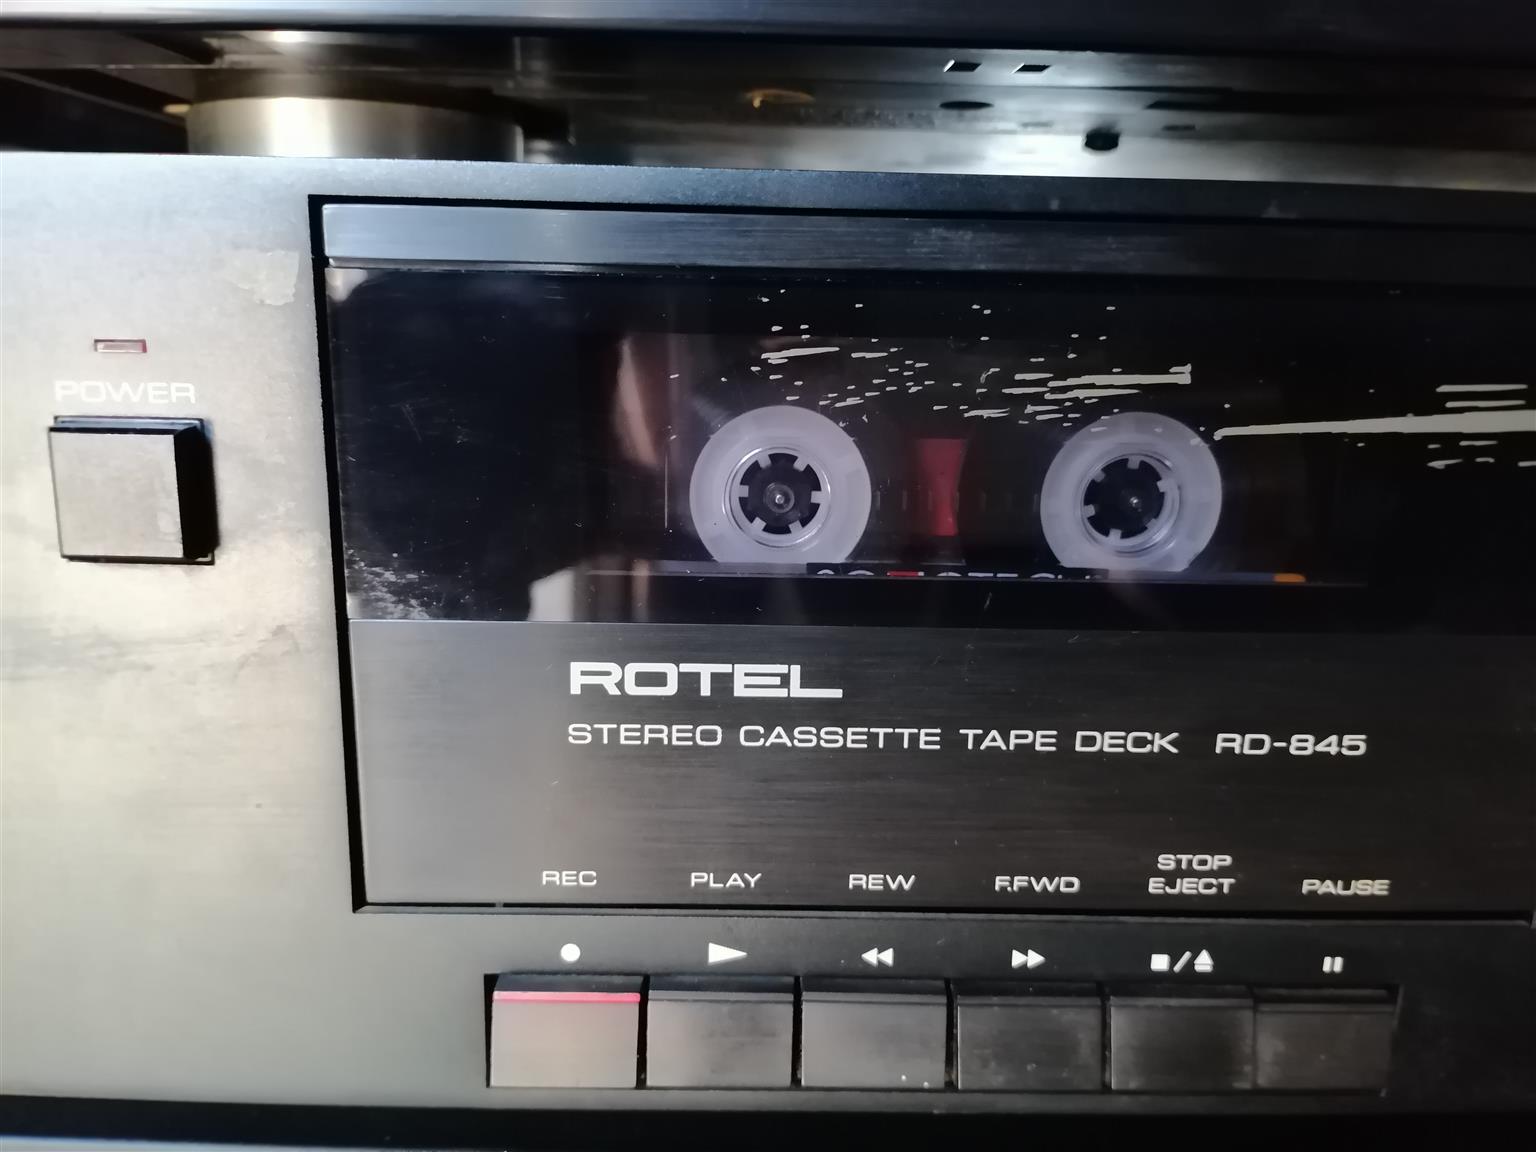 POWER
ROTEL
STEREO CASSETTE TAPE DECK RD-845
REC PLAY REW F.FWD STOP EJECT PAUSE